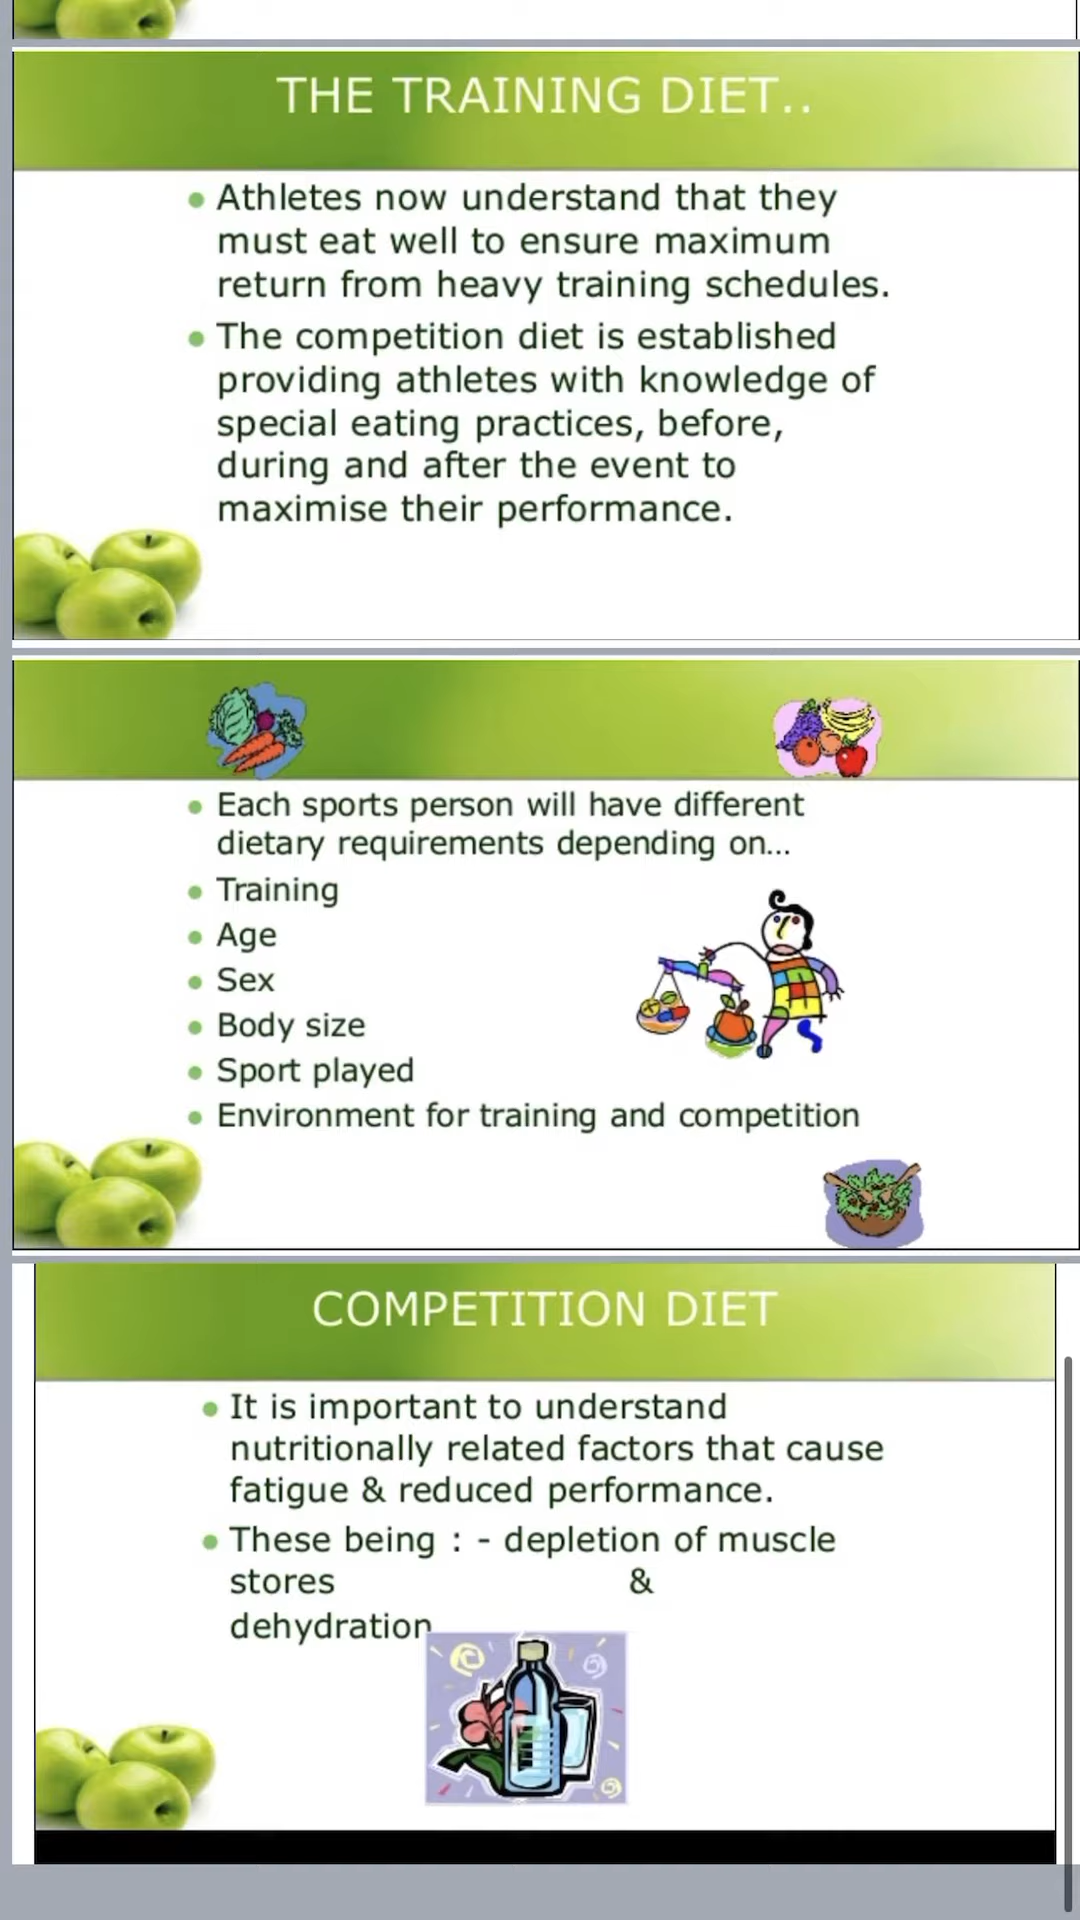 THE TRAINING DIET..
Athletes now understand that they
must eat well to ensure maximum
return from heavy training schedules.
The competition diet is established
providing athletes with knowledge of
special eating practices, before,
during and after the event to
maximise their performance.
Each sports person will have different
dietary requirements depending on...
Training
Age
Sex
Body size
Sport played
Environment for training and competition
COMPETITION DIET
It is important to understand
nutritionally related factors that cause
fatigue & reduced performance.
These being : - depletion of muscle
stores &
dehydration